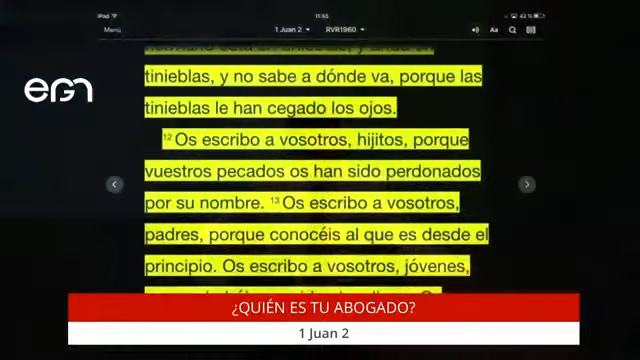 iPad
11:55
42 %
Menú
1 Juan 2
RVR1960
Aa
tinieblas, y no sabe a dónde va, porque las
tinieblas le han cegado los ojos.
12 Os escribo a vosotros, hijitos, porque
vuestros pecados os han sido perdonados
por su nombre. 13 Os escribo a vosotros,
padres, porque conocéis al que es desde el
principio. Os escribo a vosotros, jóvenes,
¿QUIÉN ES TU ABOGADO?
1 Juan 2